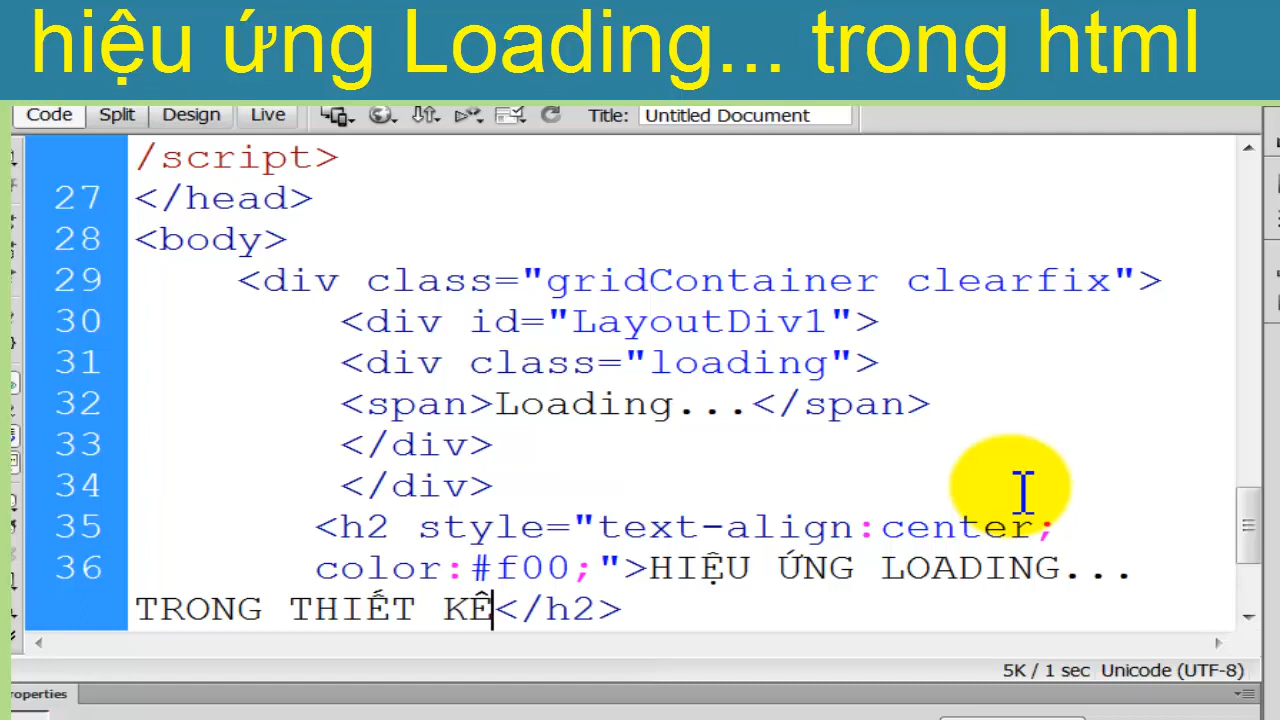 hiệu ứng Loading... trong html
Code Split Design Live Title: Untitled Document
/script>
27 </head>
28 <body>
29 <div class="gridContainer clearfix">
30 <div id="LayoutDiv1">
31 <div class="loading">
32 <span>Loading...</span>
33 </div>
34 </div>
35 <h2 style="text-align:center;
36 color:#f00;">HIỆU ỨNG LOADING...
TRONG THIẾT KÊ</h2>
5K / 1 sec Unicode (UTF-8)
roperties